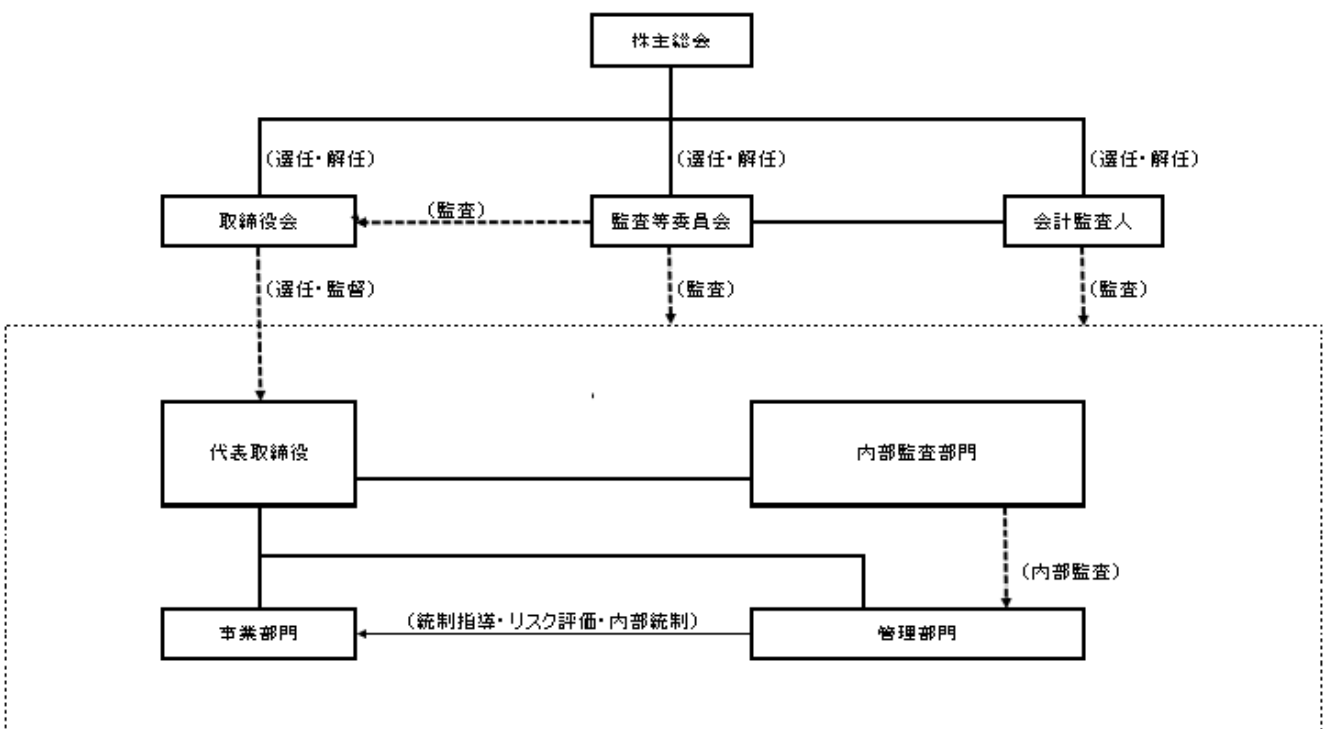 株主総会
（選任・解任）
（選任・解任）
（選任・解任）
取締役会
（監査）
監査等委員会
会計監査人
（選任・監督）
（監査）
（監査）
代表取締役
内部監査部門
（内部監査）
事業部門
（統制指導・リスク評価・内部統制）
管理部門